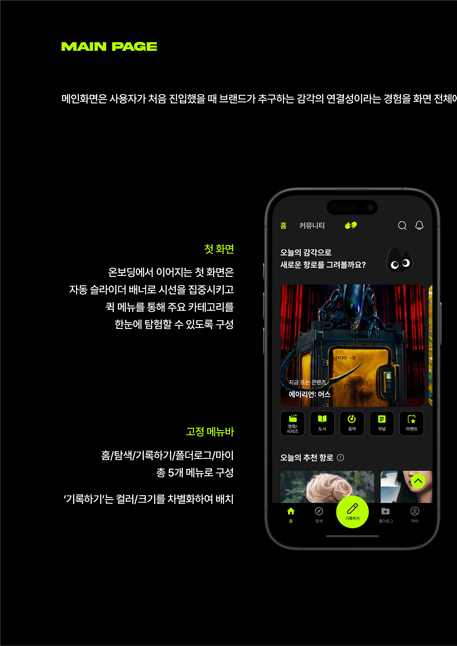 MAIN PAGE
메인화면은 사용자가 처음 진입했을 때 브랜드가 추구하는 감각의 연결성이라는 경험을 화면 전체에
첫 화면
온보딩에서 이어지는 첫 화면은
자동 슬라이더 배너로 시선을 집중시키고
퀵 메뉴를 통해 주요 카테고리를
한눈에 탐험할 수 있도록 구성
고정 메뉴바
홈/탐색/기록하기/폴더로그/마이
총 5개 메뉴로 구성
‘기록하기’는 컬러/크기를 차별화하여 배치
홈 커뮤니티
오늘의 감각으로
새로운 항로를 그려볼까요?
지금 뜨는 콘텐츠
에이리언: 어스
영화/
시리즈
도서
음악
저널
이벤트
오늘의 추천 항로
홈
탐색
기록하기
폴더로그
마이